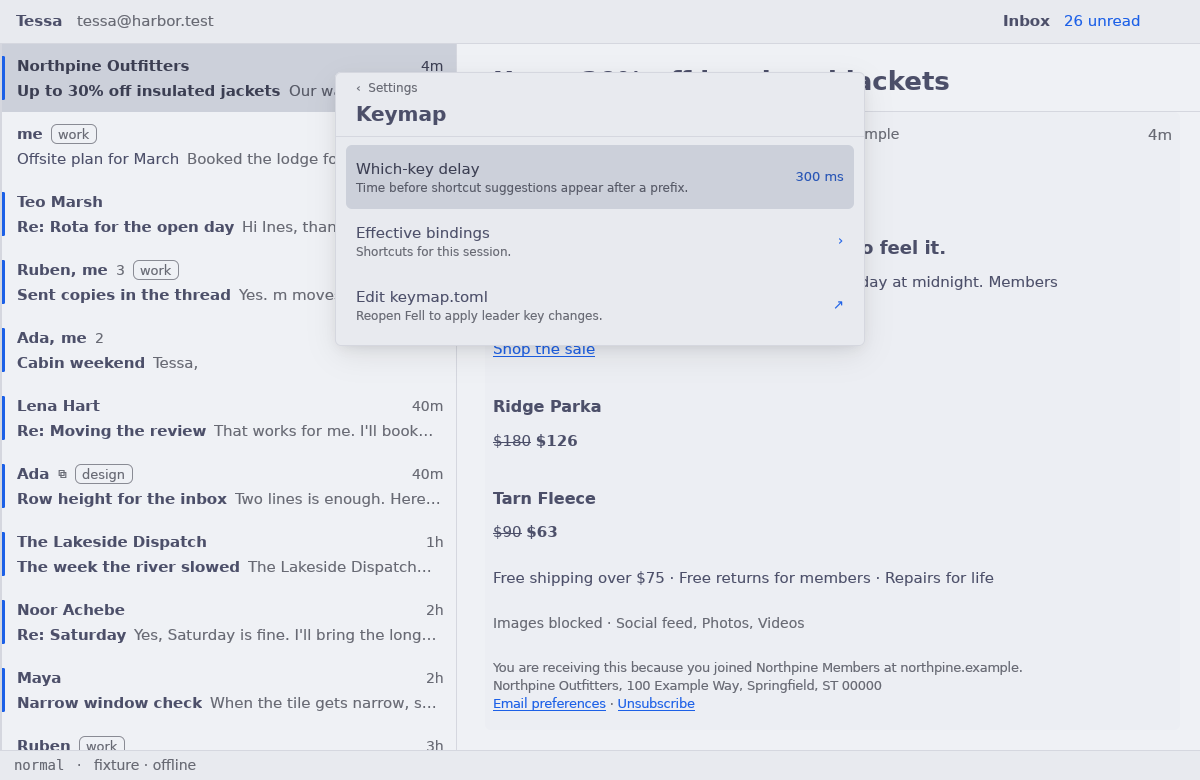 Tessa tessa@harbor.test
Inbox 26 unread
Northpine Outfitters 4m
Up to 30% off insulated jackets Our
me work
Offsite plan for March Booked the lodge
Teo Marsh
Re: Rota for the open day Hi Ines,
Ruben, me 3 work
Sent copies in the thread Yes. m move
Ada, me 2
Cabin weekend Tessa,
Lena Hart 40m
Re: Moving the review That works for me. I'll book…
Ada ⧉ design 40m
Row height for the inbox Two lines is enough. Here…
The Lakeside Dispatch 1h
The week the river slowed The Lakeside Dispatch…
Noor Achebe 2h
Re: Saturday Yes, Saturday is fine. I'll bring the long…
Maya 2h
Narrow window check When the tile gets narrow, s…
Ruben work 3h
‹ Settings
Keymap
Which-key delay 300 ms
Time before shortcut suggestions appear after a prefix.
Effective bindings ›
Shortcuts for this session.
Edit keymap.toml ↗
Reopen Fell to apply leader key changes.
jackets
4m
feel it.
at midnight. Members
Shop the sale
Ridge Parka
$180 $126
Tarn Fleece
$90 $63
Free shipping over $75 · Free returns for members · Repairs for life
Images blocked · Social feed, Photos, Videos
You are receiving this because you joined Northpine Members at northpine.example.
Northpine Outfitters, 100 Example Way, Springfield, ST 00000
Email preferences · Unsubscribe
normal · fixture · offline